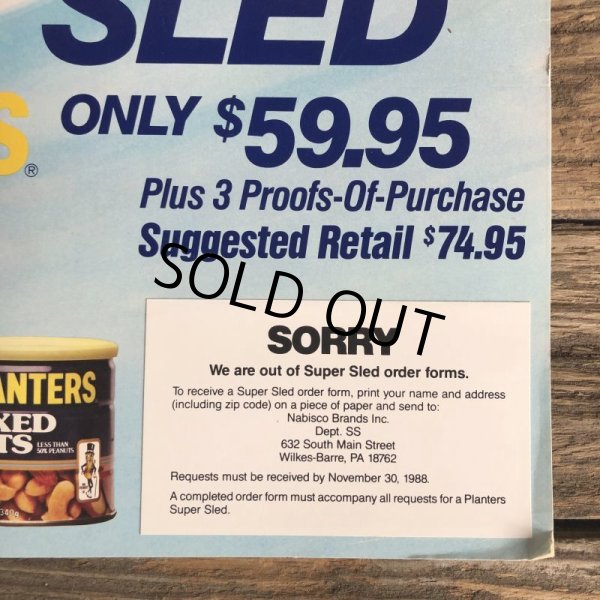 SLED
S®
ONLY $59.95
Plus 3 Proofs-Of-Purchase
Suggested Retail $74.95
SOLD OUT
SORRY
We are out of Super Sled order forms.
To receive a Super Sled order form, print your name and address
(including zip code) on a piece of paper and send to:
Nabisco Brands Inc.
Dept. SS
632 South Main Street
Wilkes-Barre, PA 18762
Requests must be received by November 30, 1988.
A completed order form must accompany all requests for a Planters
Super Sled.
ANTERS
XED
TS
LESS THAN
50% PEANUTS
340g